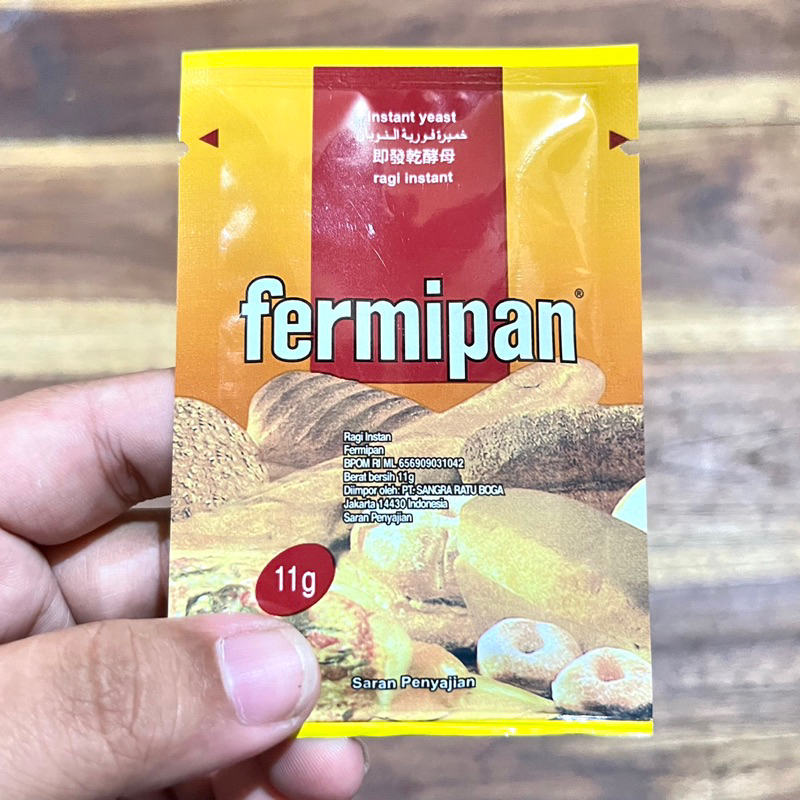 instant yeast
خميرة فورية الذوبان
即發乾酵母
ragi instant
fermipan®
Ragi Instan
Fermipan
BPOM RI ML 656909031042
Berat bersih 11g
Diimpor oleh: PT. SANGRA RATU BOGA
Jakarta 14430 Indonesia
Saran Penyajian
11g
Saran Penyajian